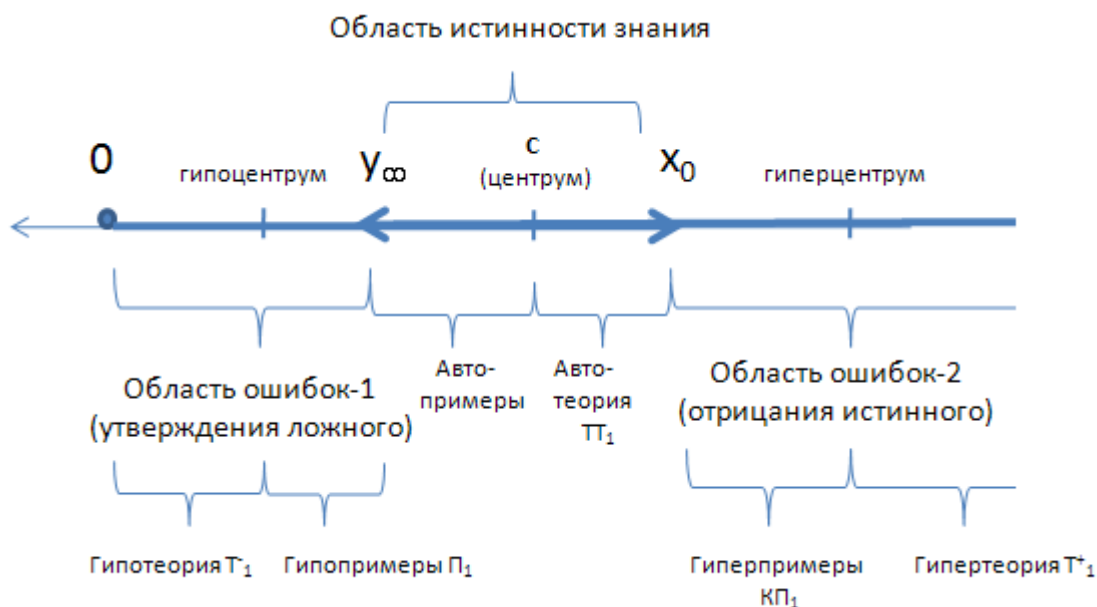 Область истинности знания
0
гипоцентрум
y∞
c
(центрум)
x₀
гиперцентрум
Область ошибок-1
(утверждения ложного)
Авто-
примеры
Авто-
теория
ТТ₁
Область ошибок-2
(отрицания истинного)
Гипотеория Т⁻₁
Гипопримеры П₁
Гиперпримеры
КП₁
Гипертеория Т⁺₁